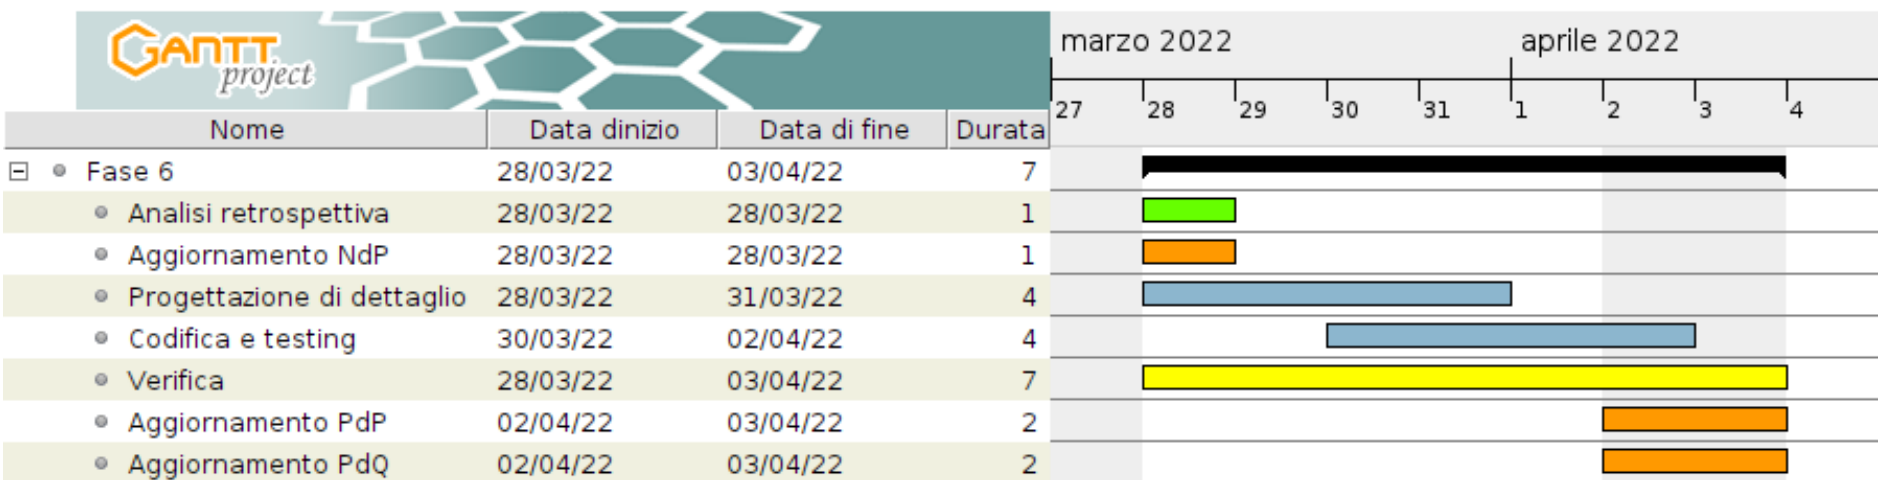 GANTT
project
marzo 2022 aprile 2022
27 28 29 30 31 1 2 3 4
Nome Data dinizio Data di fine Durata
Fase 6 28/03/22 03/04/22 7
Analisi retrospettiva 28/03/22 28/03/22 1
Aggiornamento NdP 28/03/22 28/03/22 1
Progettazione di dettaglio 28/03/22 31/03/22 4
Codifica e testing 30/03/22 02/04/22 4
Verifica 28/03/22 03/04/22 7
Aggiornamento PdP 02/04/22 03/04/22 2
Aggiornamento PdQ 02/04/22 03/04/22 2